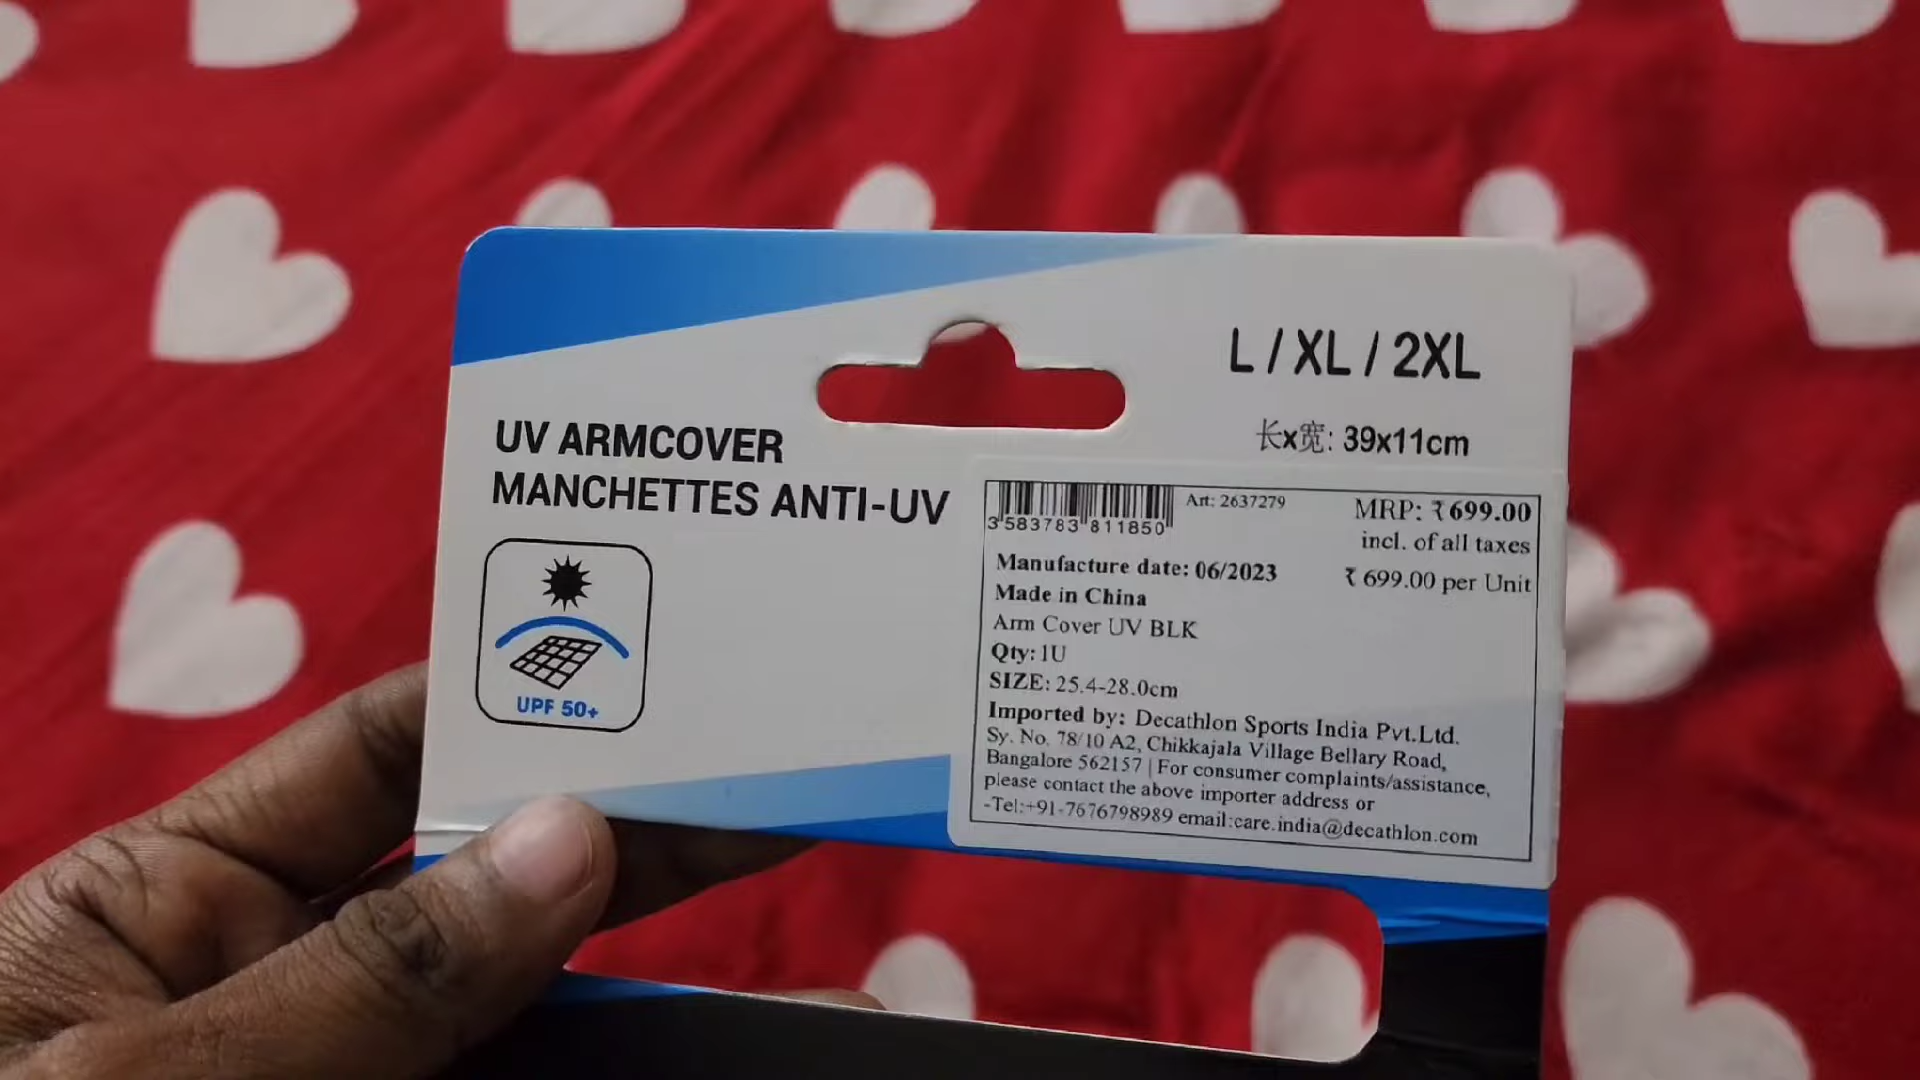 L / XL / 2XL
长x宽: 39x11cm
UV ARMCOVER
MANCHETTES ANTI-UV
UPF 50+
3 583783 811850
Art: 2637279
MRP: ₹699.00
incl. of all taxes
₹ 699.00 per Unit
Manufacture date: 06/2023
Made in China
Arm Cover UV BLK
Qty: 1U
SIZE: 25.4-28.0cm
Imported by: Decathlon Sports India Pvt.Ltd.
Sy. No. 78/10 A2, Chikkajala Village Bellary Road,
Bangalore 562157 | For consumer complaints/assistance,
please contact the above importer address or
-Tel:+91-7676798989 email:care.india@decathlon.com